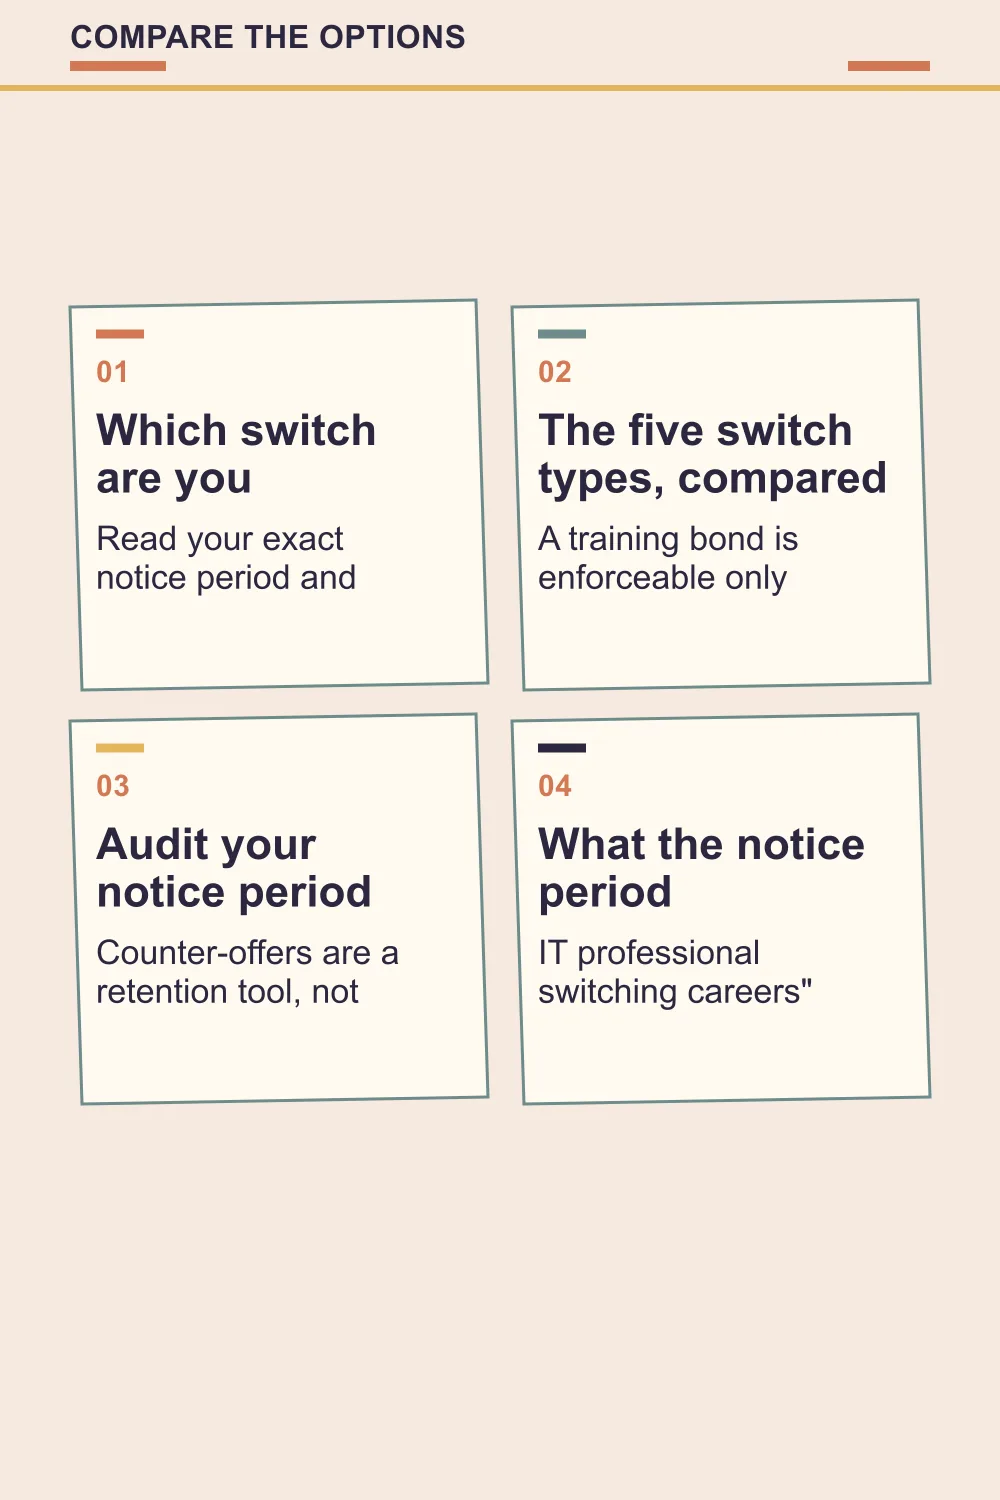 COMPARE THE OPTIONS
01
Which switch
are you
Read your exact
notice period and
02
The five switch
types, compared
A training bond is
enforceable only
03
Audit your
notice period
Counter-offers are a
retention tool, not
04
What the notice
period
IT professional
switching careers"